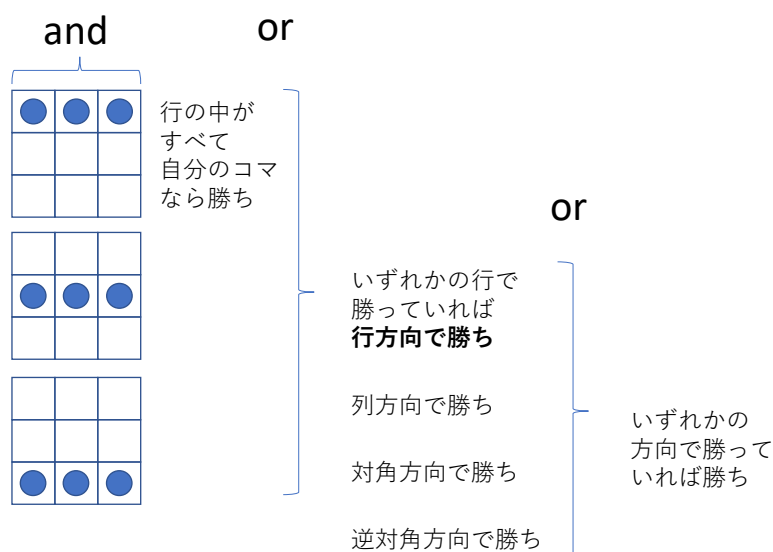 and
or
行の中が
すべて
自分のコマ
なら勝ち
or
いずれかの行で
勝っていれば
行方向で勝ち
列方向で勝ち
対角方向で勝ち
逆対角方向で勝ち
いずれかの
方向で勝って
いれば勝ち